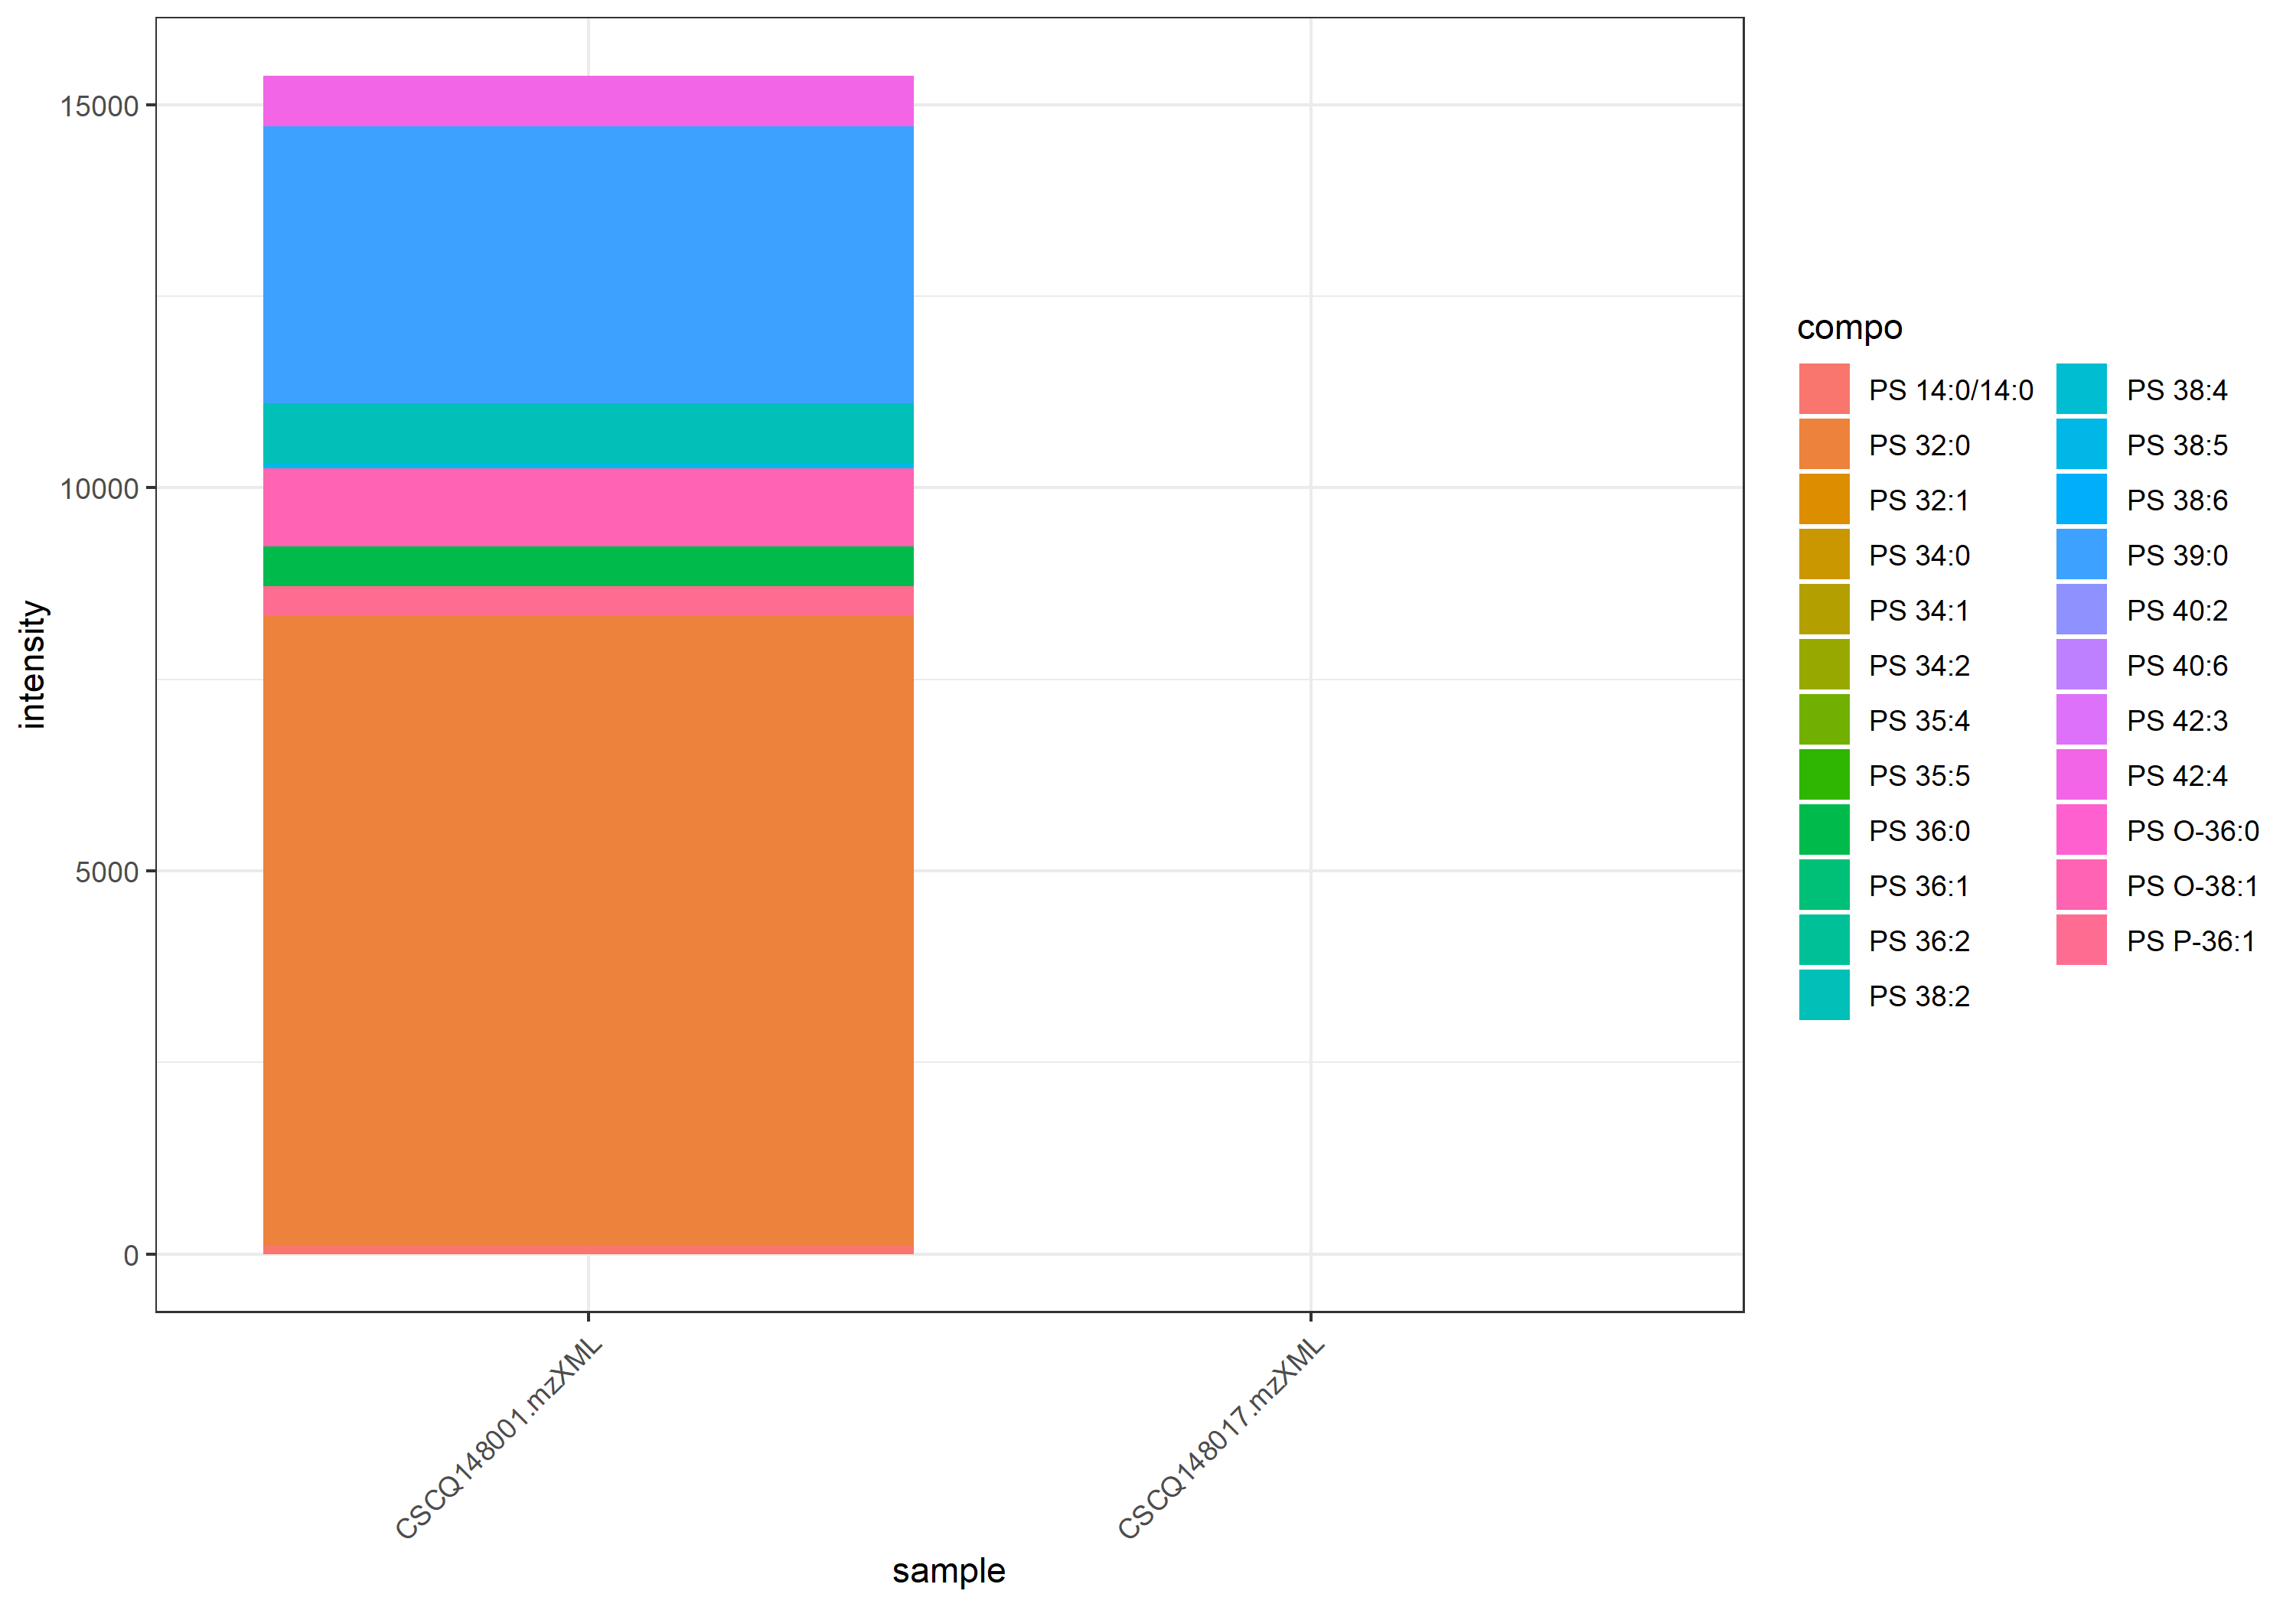 intensity
15000
10000
5000
0
CSCQ148001.mzXML
CSCQ148017.mzXML
sample
compo
PS 14:0/14:0
PS 32:0
PS 32:1
PS 34:0
PS 34:1
PS 34:2
PS 35:4
PS 35:5
PS 36:0
PS 36:1
PS 36:2
PS 38:2
PS 38:4
PS 38:5
PS 38:6
PS 39:0
PS 40:2
PS 40:6
PS 42:3
PS 42:4
PS O-36:0
PS O-38:1
PS P-36:1